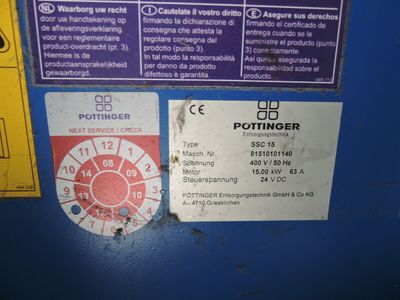 NL Waarborg uw recht
door uw handtekening op
de afleveringsverklaring
voor een reglementaire
product-overdracht (pt. 3).
Hiermee is de
produktaansprakelijkheid
gewaarborgd.
I Cautelate il vostro diritto
firmando la dichiarazione di
consegna che attesta la
regolare consegna del
prodotto (punto 3).
In tal modo la responsabilità
per danno da prodotto
difettoso è garantita.
E Asegure sus derechos
firmando el certificado de
entrega cuando se le
suministre el producto (punto
3) correctamente.
Así queda asegurada la
responsabilidad sobre el
producto.
PÖTTINGER
NEXT SERVICE / CHECK
11 12 1
10 2
9 3
8 4
7 6 5
14 08
13 09
12 10
11
CE
PÖTTINGER
Entsorgungstechnik
Type SSC 15
Masch. Nr. 81510101140
Spannung 400 V / 50 Hz
Motor 15,00 kW 63 A
Steuerspannung 24 V DC
PÖTTINGER Entsorgungstechnik GmbH & Co KG
A- 4710 Grieskirchen